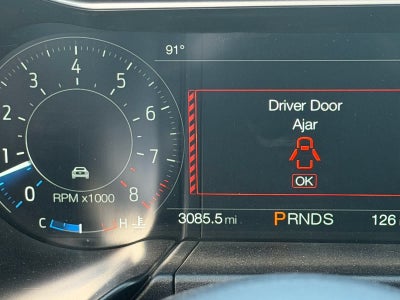 91°
Driver Door
Ajar
OK
0 1 2 3 4 5 6 7 8
RPM x1000
C H
3085.5 mi
PRNDS
126